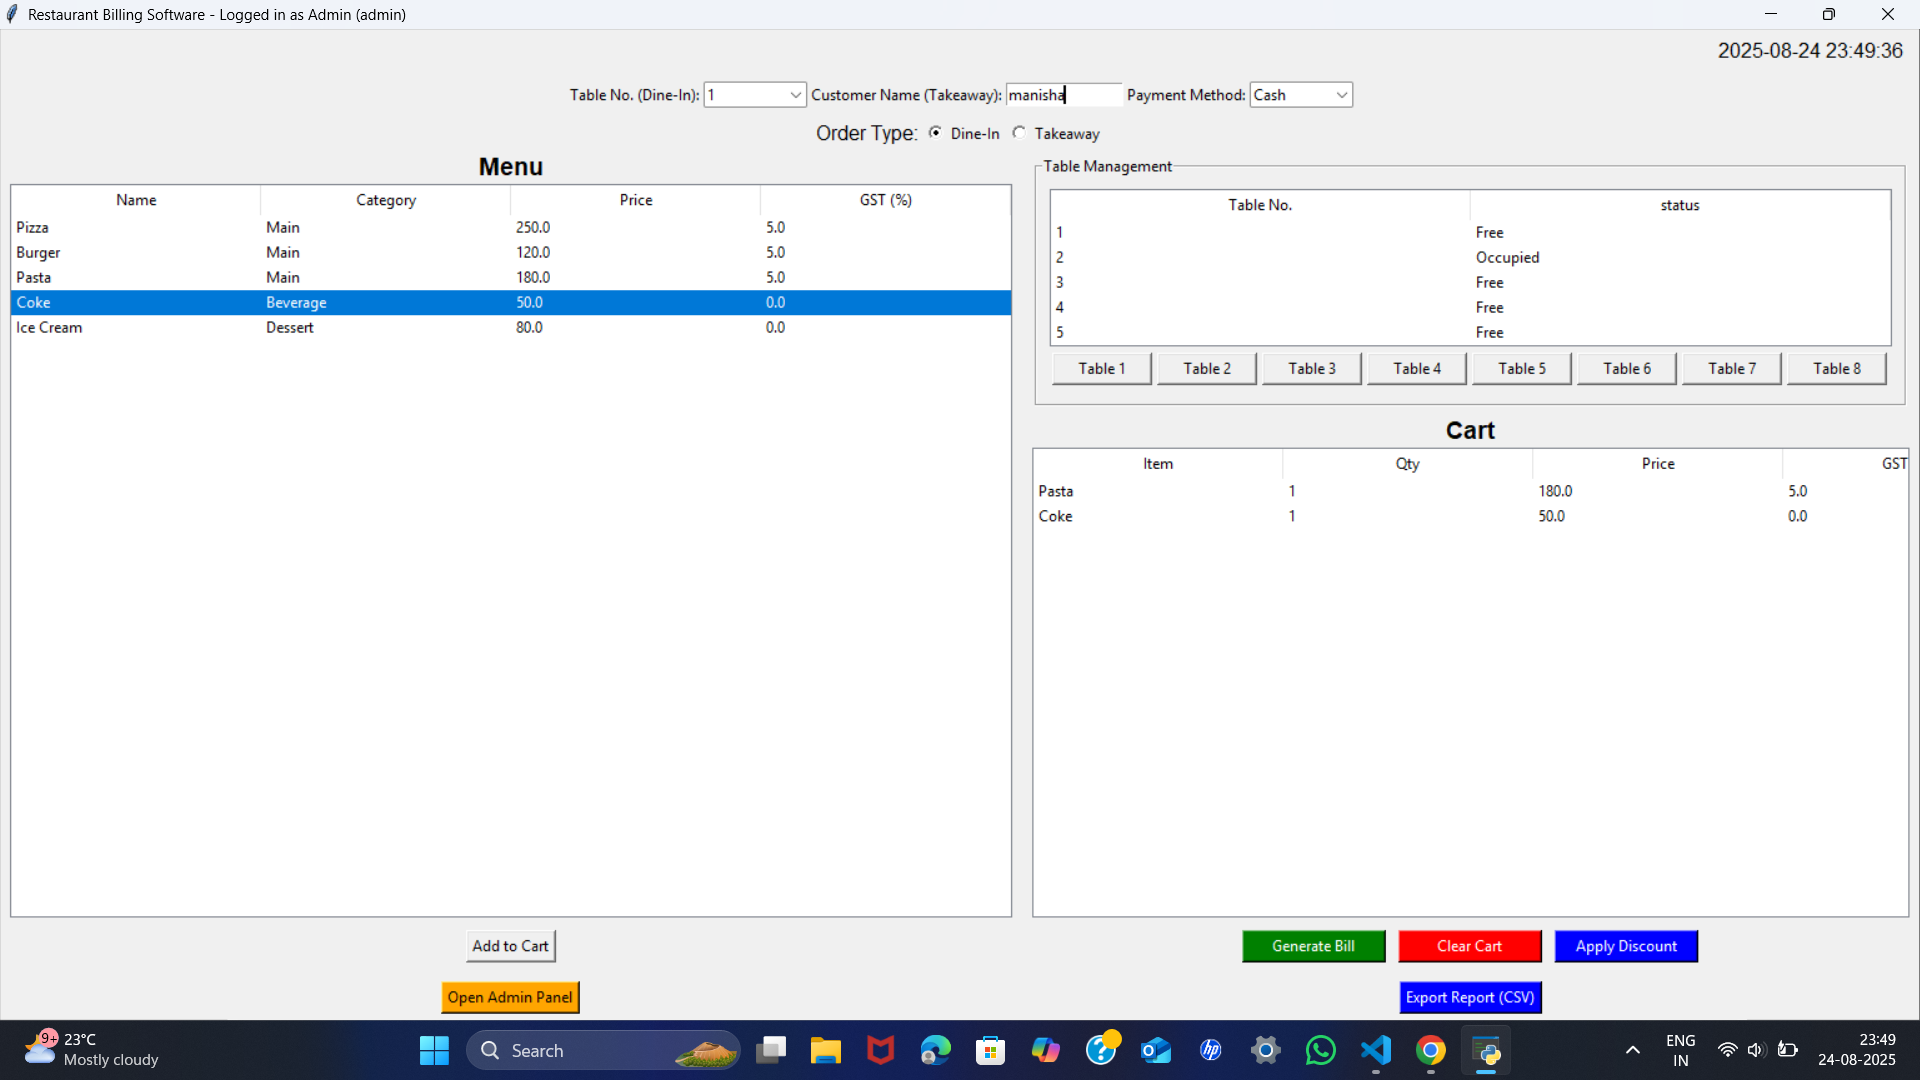 Restaurant Billing Software - Logged in as Admin (admin)
2025-08-24 23:49:36
Table No. (Dine-In): 1 Customer Name (Takeaway): manisha Payment Method: Cash
Order Type: Dine-In Takeaway
Menu
Name Category Price GST (%)
Pizza Main 250.0 5.0
Burger Main 120.0 5.0
Pasta Main 180.0 5.0
Coke Beverage 50.0 0.0
Ice Cream Dessert 80.0 0.0
Add to Cart
Open Admin Panel
Table Management
Table No. status
1 Free
2 Occupied
3 Free
4 Free
5 Free
Table 1 Table 2 Table 3 Table 4 Table 5 Table 6 Table 7 Table 8
Cart
Item Qty Price GST
Pasta 1 180.0 5.0
Coke 1 50.0 0.0
Generate Bill Clear Cart Apply Discount
Export Report (CSV)
9+ 23°C
Mostly cloudy
Search
hp
ENG
IN
23:49
24-08-2025